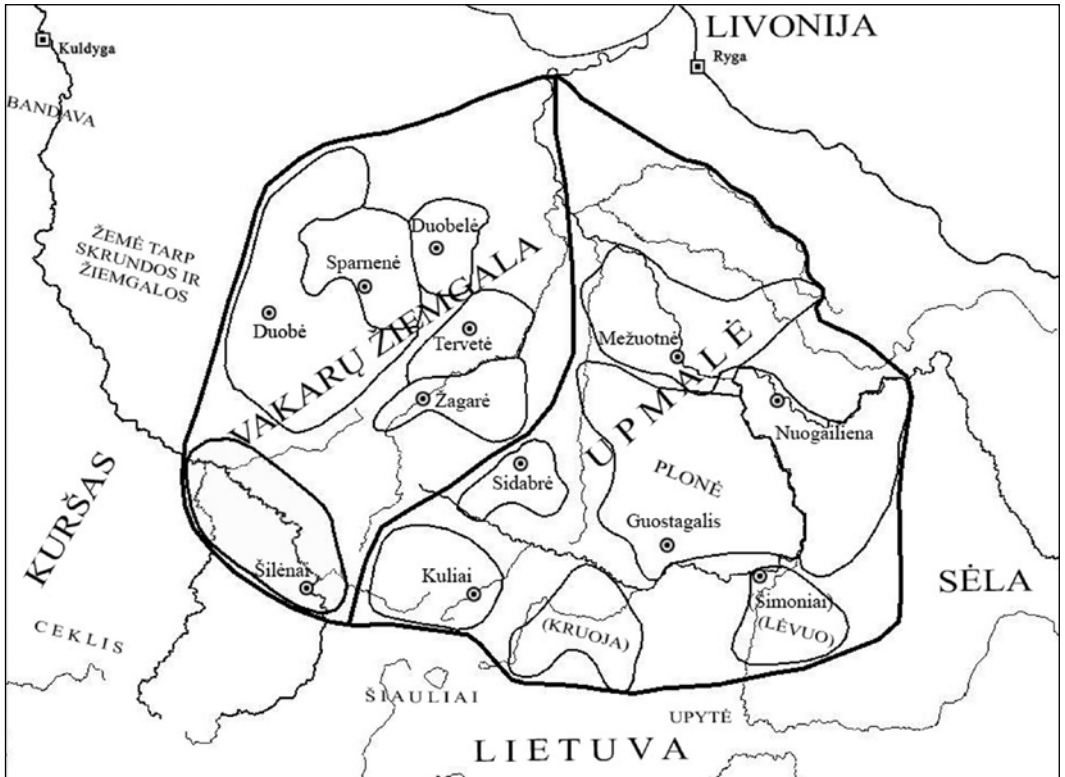 LIVONIJA
Kuldyga
Ryga
BANDAVA
ŽEMĖ TARP
SKRUNDOS IR
ŽIEMGALOS
Duobelė
Sparnenė
Duobė
Tervetė
VAKARŲ ŽIEMGALA
Mežuotnė
UPMALĖ
Žagarė
Nuogailiena
Sidabrė
PLONĖ
KURŠAS
Guostagalis
Šilėnai
Kuliai
SĖLA
(Šimoniai)
(LĖVUO)
(KRUOJA)
CEKLIS
ŠIAULIAI
UPYTĖ
LIETUVA